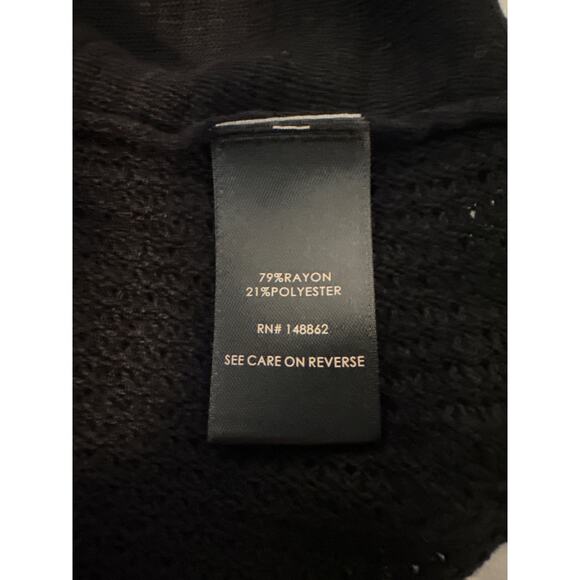 79%RAYON
21%POLYESTER
RN# 148862
SEE CARE ON REVERSE